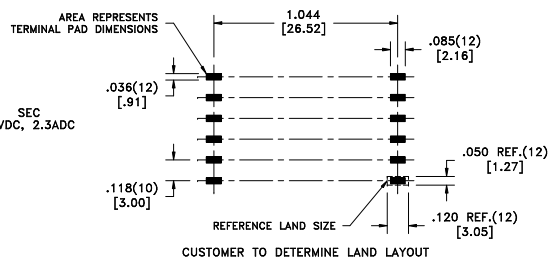 AREA REPRESENTS
TERMINAL PAD DIMENSIONS
1.044
[26.52]
.085(12)
[2.16]
.036(12)
[.91]
SEC
VDC, 2.3ADC
.050 REF.(12)
[1.27]
.118(10)
[3.00]
REFERENCE LAND SIZE
.120 REF.(12)
[3.05]
CUSTOMER TO DETERMINE LAND LAYOUT